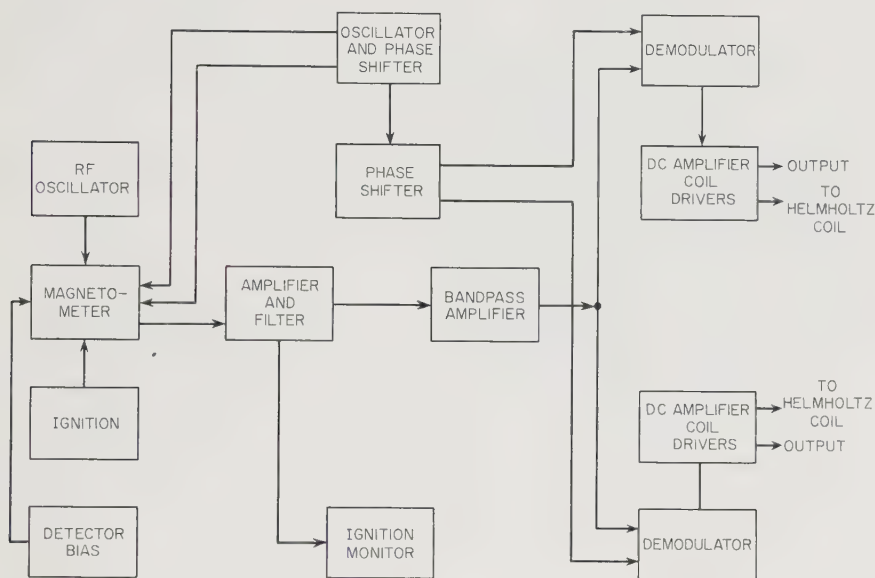 OSCILLATOR
AND PHASE
SHIFTER
DEMODULATOR
RF
OSCILLATOR
PHASE
SHIFTER
DC AMPLIFIER
COIL
DRIVERS
OUTPUT
TO
HELMHOLTZ
COIL
MAGNETO-
METER
AMPLIFIER
AND
FILTER
BANDPASS
AMPLIFIER
IGNITION
DC AMPLIFIER
COIL
DRIVERS
TO
HELMHOLTZ
COIL
OUTPUT
DETECTOR
BIAS
IGNITION
MONITOR
DEMODULATOR